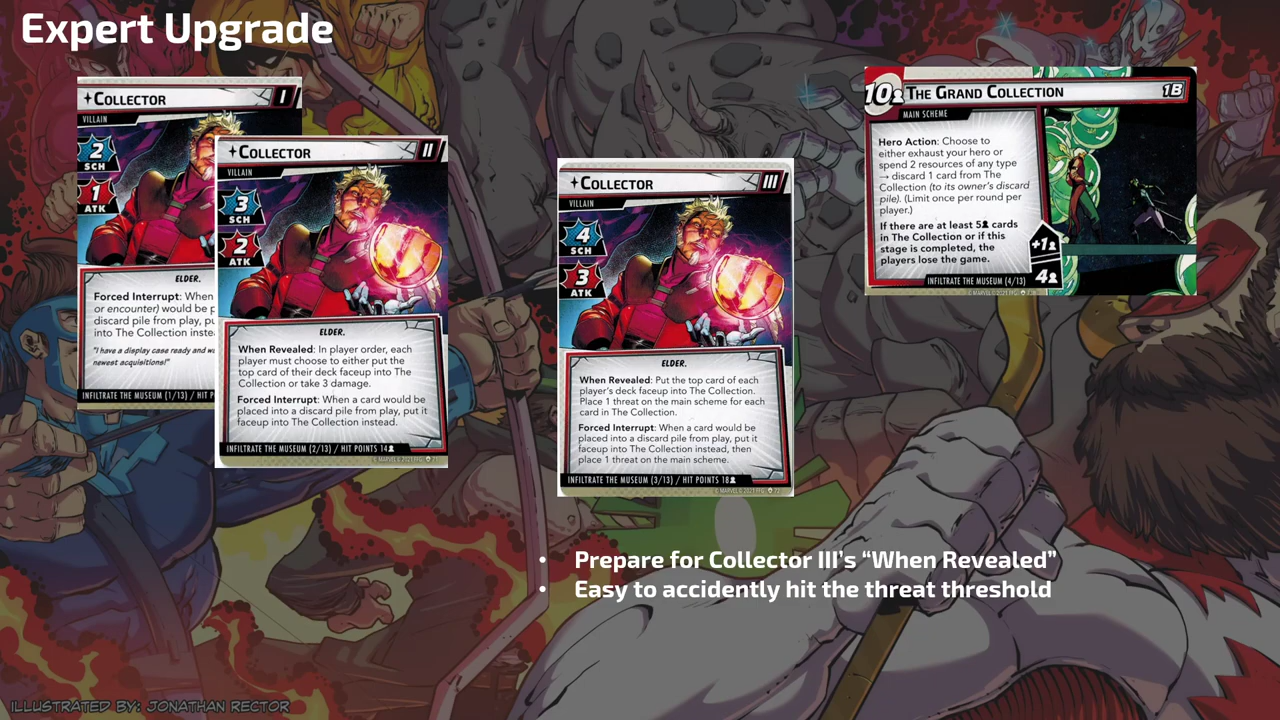 Expert Upgrade
COLLECTOR
I
VILLAIN
2
SCH
1
ATK
ELDER.
Forced Interrupt: When
or encounter) would be p
discard pile from play, pu
into The Collection inste
"I have a display case ready and wa
newest acquisitions!"
INFILTRATE THE MUSEUM (1/13) / HIT P
COLLECTOR
II
VILLAIN
3
SCH
2
ATK
ELDER.
When Revealed: In player order, each
player must choose to either put the
top card of their deck faceup into The
Collection or take 3 damage.
Forced Interrupt: When a card would be
placed into a discard pile from play, put it
faceup into The Collection instead.
INFILTRATE THE MUSEUM (2/13) / HIT POINTS 14
COLLECTOR
III
VILLAIN
4
SCH
3
ATK
ELDER.
When Revealed: Put the top card of each
player's deck faceup into The Collection.
Place 1 threat on the main scheme for each
card in The Collection.
Forced Interrupt: When a card would be
placed into a discard pile from play, put it
faceup into The Collection instead, then
place 1 threat on the main scheme.
INFILTRATE THE MUSEUM (3/13) / HIT POINTS 18
10 THE GRAND COLLECTION
1B
MAIN SCHEME
Hero Action: Choose to
either exhaust your hero or
spend 2 resources of any type
→ discard 1 card from The
Collection (to its owner's discard
pile). (Limit once per round per
player.)
If there are at least 5 cards
in The Collection or if this
stage is completed, the
players lose the game.
+1
4
INFILTRATE THE MUSEUM (4/13)
• Prepare for Collector III's “When Revealed”
• Easy to accidently hit the threat threshold
ILLUSTRATED BY: JONATHAN RECTOR